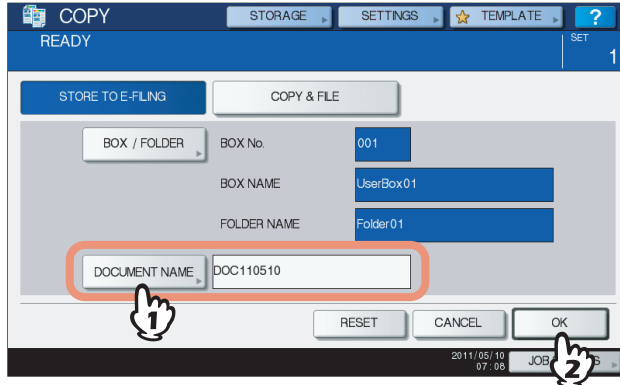 COPY
STORAGE
SETTINGS
TEMPLATE
?
READY
SET
1
STORE TO E-FILING
COPY & FILE
BOX / FOLDER
BOX No.
001
BOX NAME
UserBox01
FOLDER NAME
Folder01
DOCUMENT NAME
DOC110510
1
RESET
CANCEL
OK
2
2011/05/10
07:08
JOB